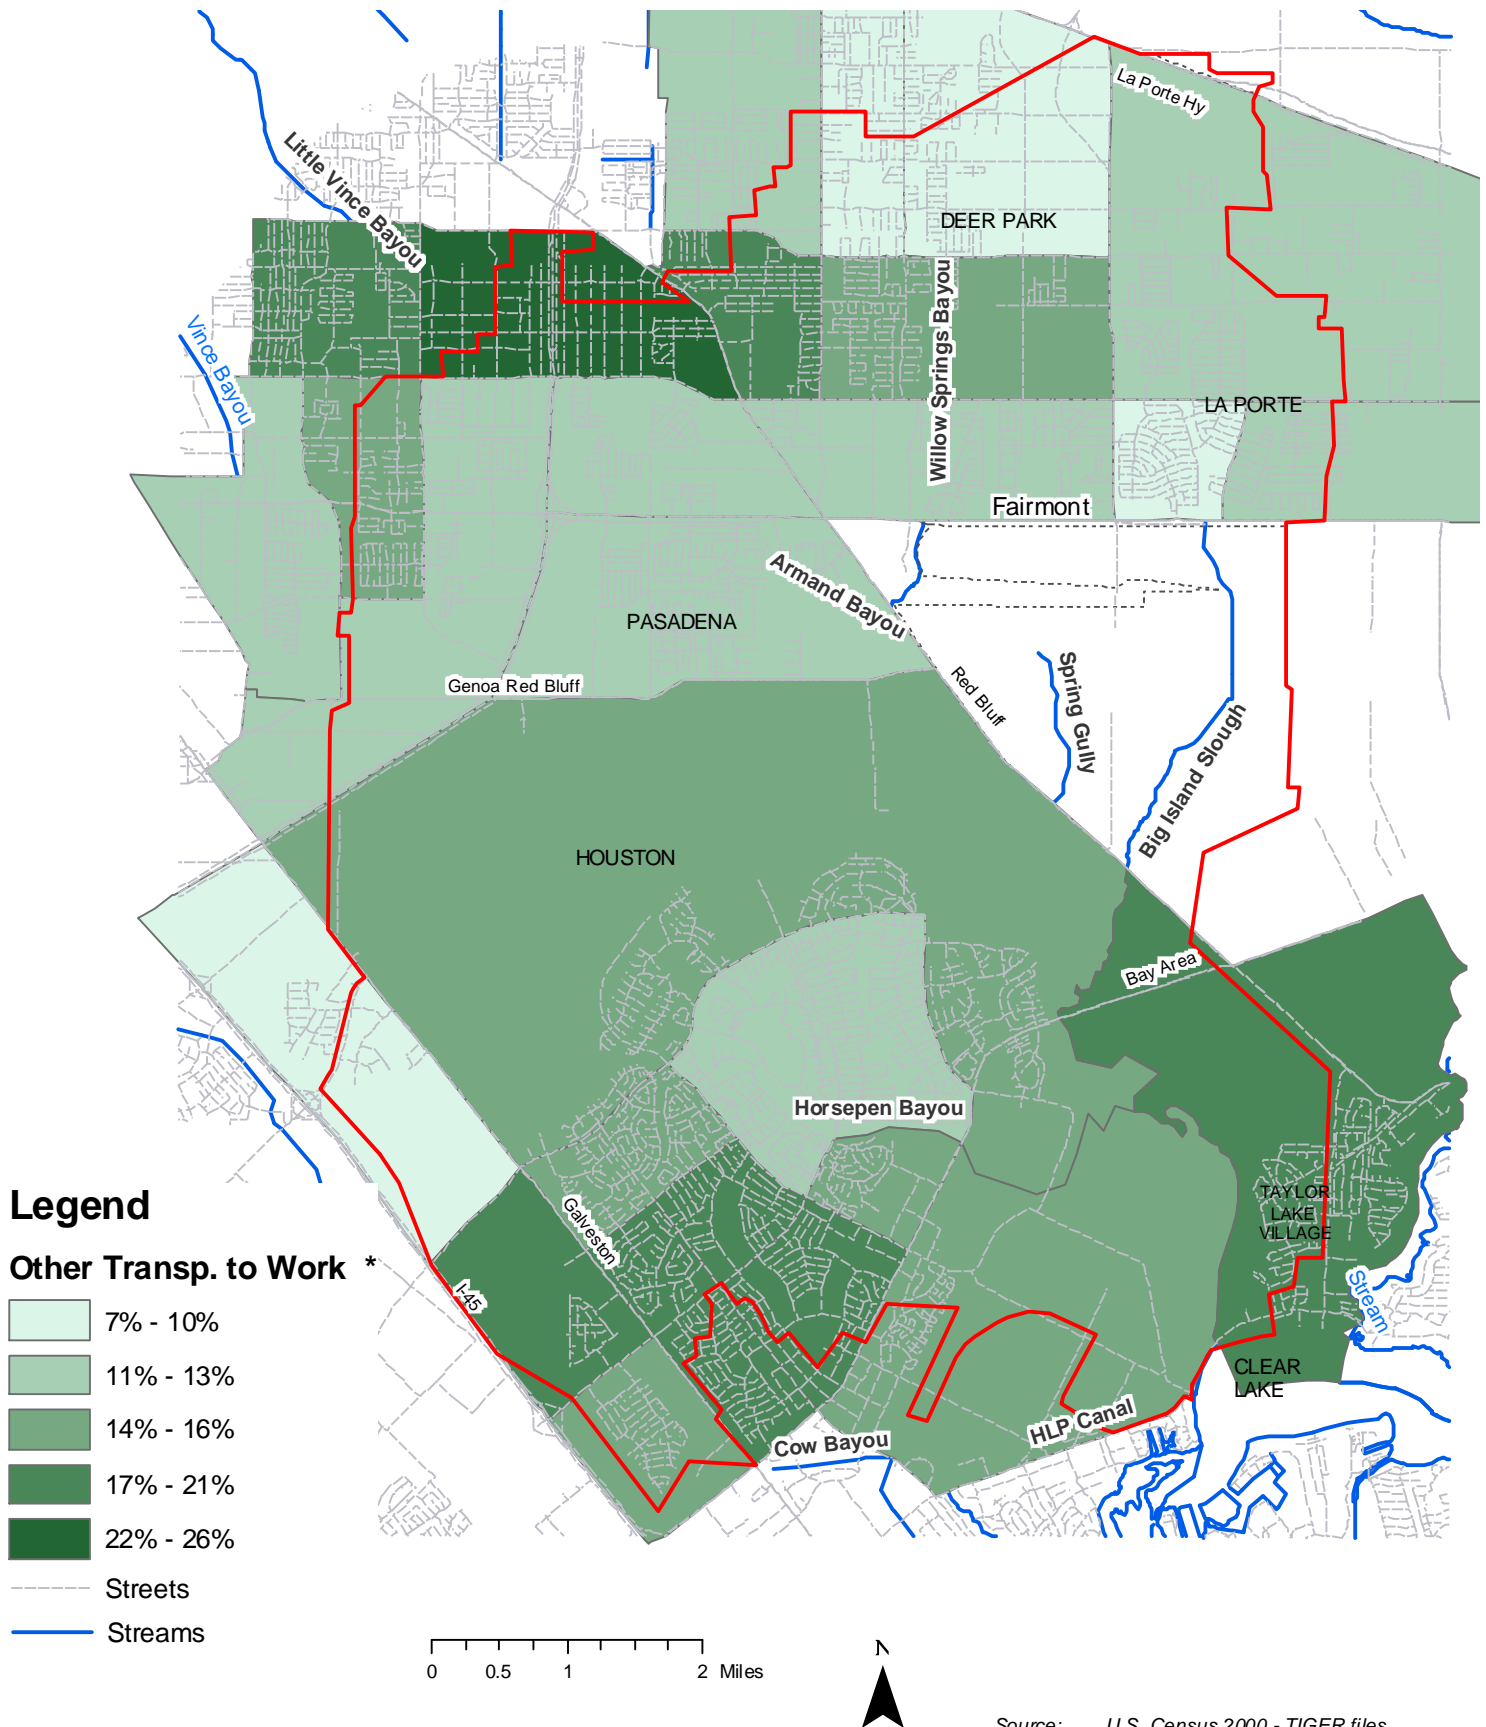 La Porte Hy
Little Vince Bayou
DEER PARK
Willow Springs Bayou
Vince Bayou
LA PORTE
Fairmont
Armand Bayou
PASADENA
Spring Gully
Red Bluff
Genoa Red Bluff
Big Island Slough
HOUSTON
Bay Area
Horsepen Bayou
Galveston
TAYLOR
LAKE
VILLAGE
I-45
Stream
CLEAR
LAKE
HLP Canal
Cow Bayou
Legend
Other Transp. to Work *
7% - 10%
11% - 13%
14% - 16%
17% - 21%
22% - 26%
Streets
Streams
0 0.5 1 2 Miles
N
Source: U.S. Census 2000 - TIGER files